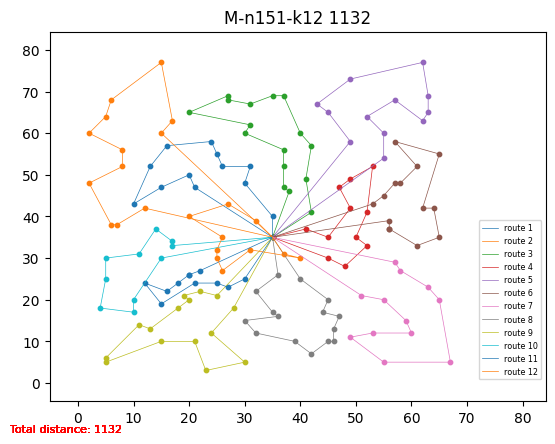 M-n151-k12 1132
80
70
60
50
40
30
20
10
0
route 1
route 2
route 3
route 4
route 5
route 6
route 7
route 8
route 9
route 10
route 11
route 12
0 10 20 30 40 50 60 70 80
Total distance: 1132